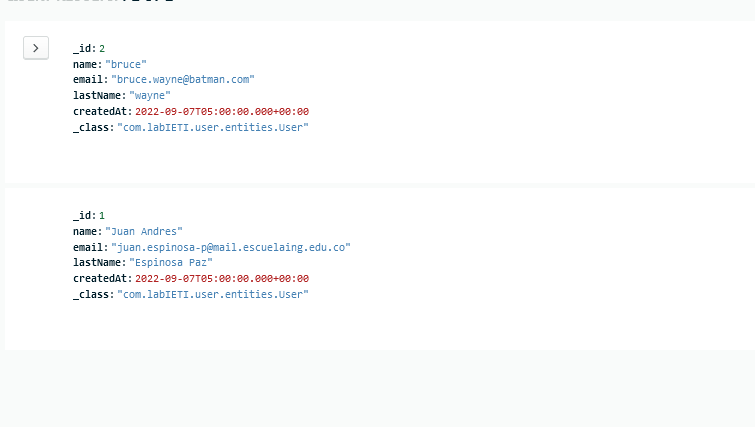 _id: 2
name: "bruce"
email: "bruce.wayne@batman.com"
lastName: "wayne"
createdAt: 2022-09-07T05:00:00.000+00:00
_class: "com.labIETI.user.entities.User"
_id: 1
name: "Juan Andres"
email: "juan.espinosa-p@mail.escuelaing.edu.co"
lastName: "Espinosa Paz"
createdAt: 2022-09-07T05:00:00.000+00:00
_class: "com.labIETI.user.entities.User"